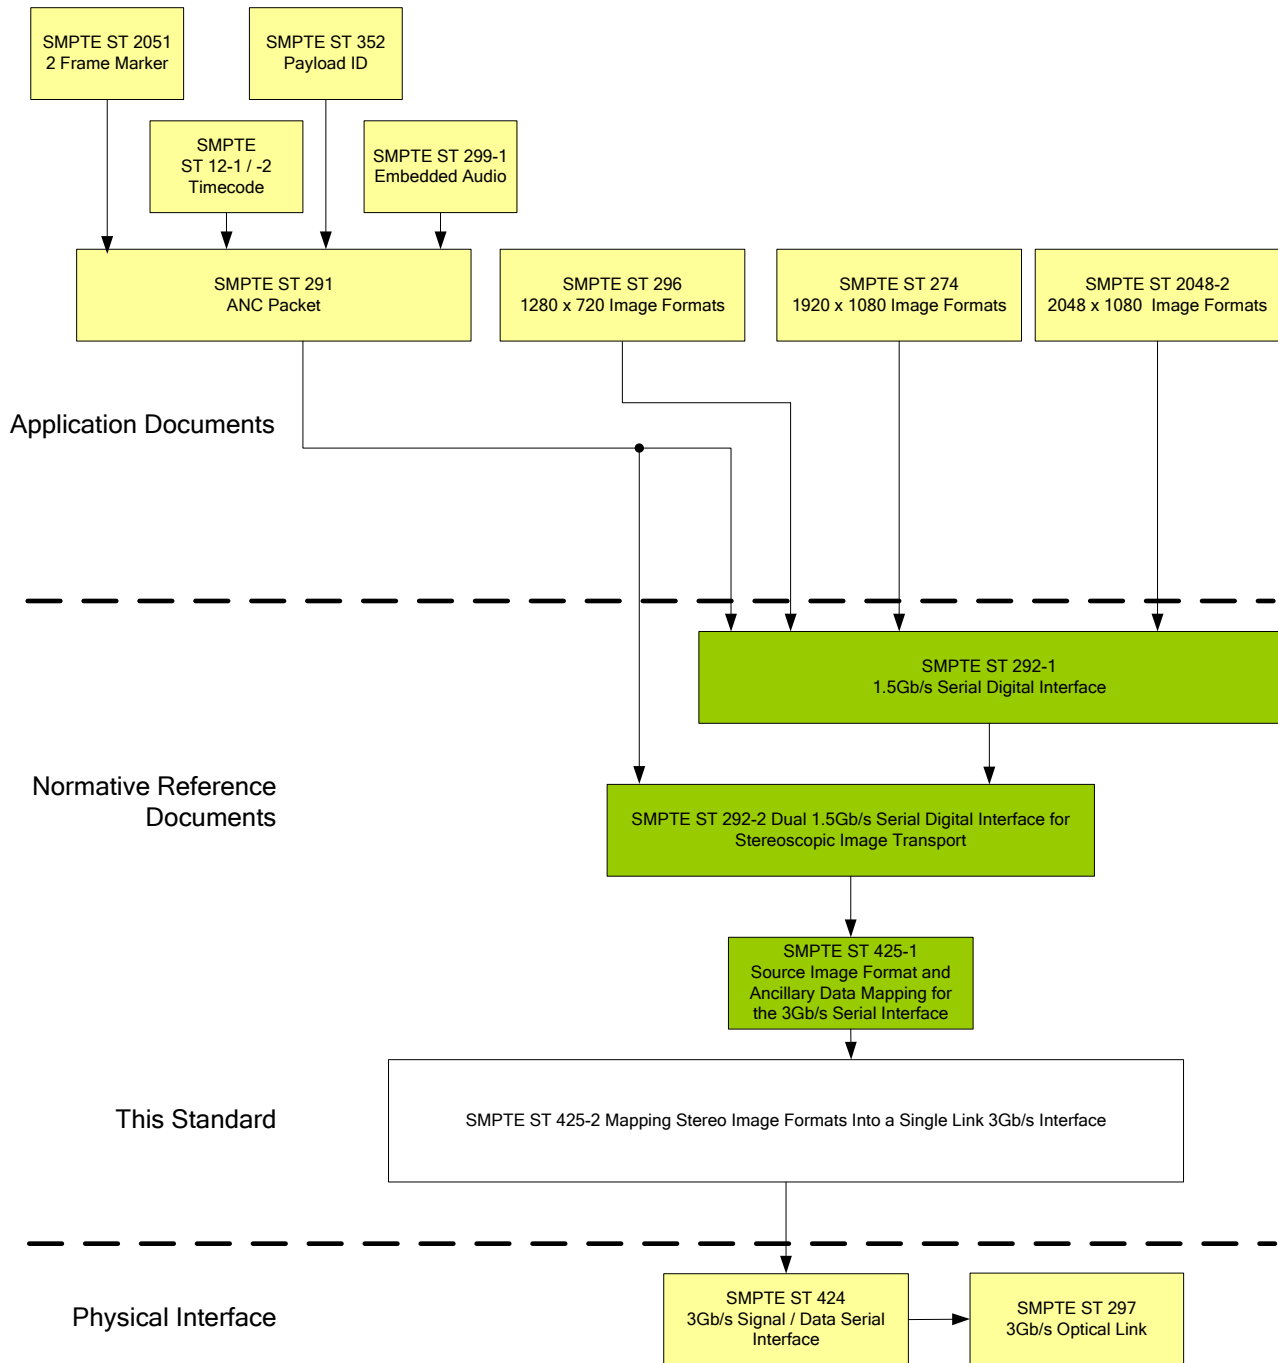 SMPTE ST 2051
2 Frame Marker
SMPTE ST 352
Payload ID
SMPTE
ST 12-1 / -2
Timecode
SMPTE ST 299-1
Embedded Audio
SMPTE ST 291
ANC Packet
SMPTE ST 296
1280 x 720 Image Formats
SMPTE ST 274
1920 x 1080 Image Formats
SMPTE ST 2048-2
2048 x 1080  Image Formats
Application Documents
SMPTE ST 292-1
1.5Gb/s Serial Digital Interface
Normative Reference
Documents
SMPTE ST 292-2 Dual 1.5Gb/s Serial Digital Interface for
Stereoscopic Image Transport
SMPTE ST 425-1
Source Image Format and
Ancillary Data Mapping for
the 3Gb/s Serial Interface
This Standard
SMPTE ST 425-2 Mapping Stereo Image Formats Into a Single Link 3Gb/s Interface
Physical Interface
SMPTE ST 424
3Gb/s Signal / Data Serial
Interface
SMPTE ST 297
3Gb/s Optical Link